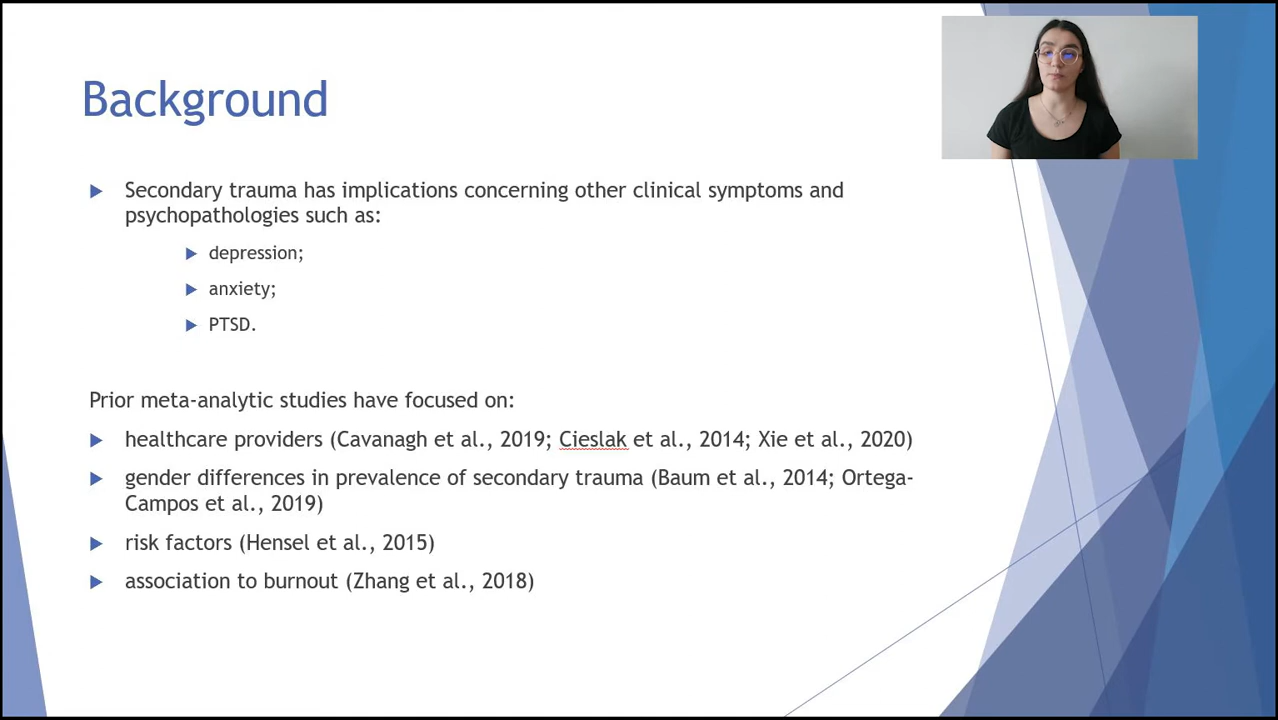 Background
Secondary trauma has implications concerning other clinical symptoms and
psychopathologies such as:
depression;
anxiety;
PTSD.
Prior meta-analytic studies have focused on:
healthcare providers (Cavanagh et al., 2019; Cieslak et al., 2014; Xie et al., 2020)
gender differences in prevalence of secondary trauma (Baum et al., 2014; Ortega-
Campos et al., 2019)
risk factors (Hensel et al., 2015)
association to burnout (Zhang et al., 2018)